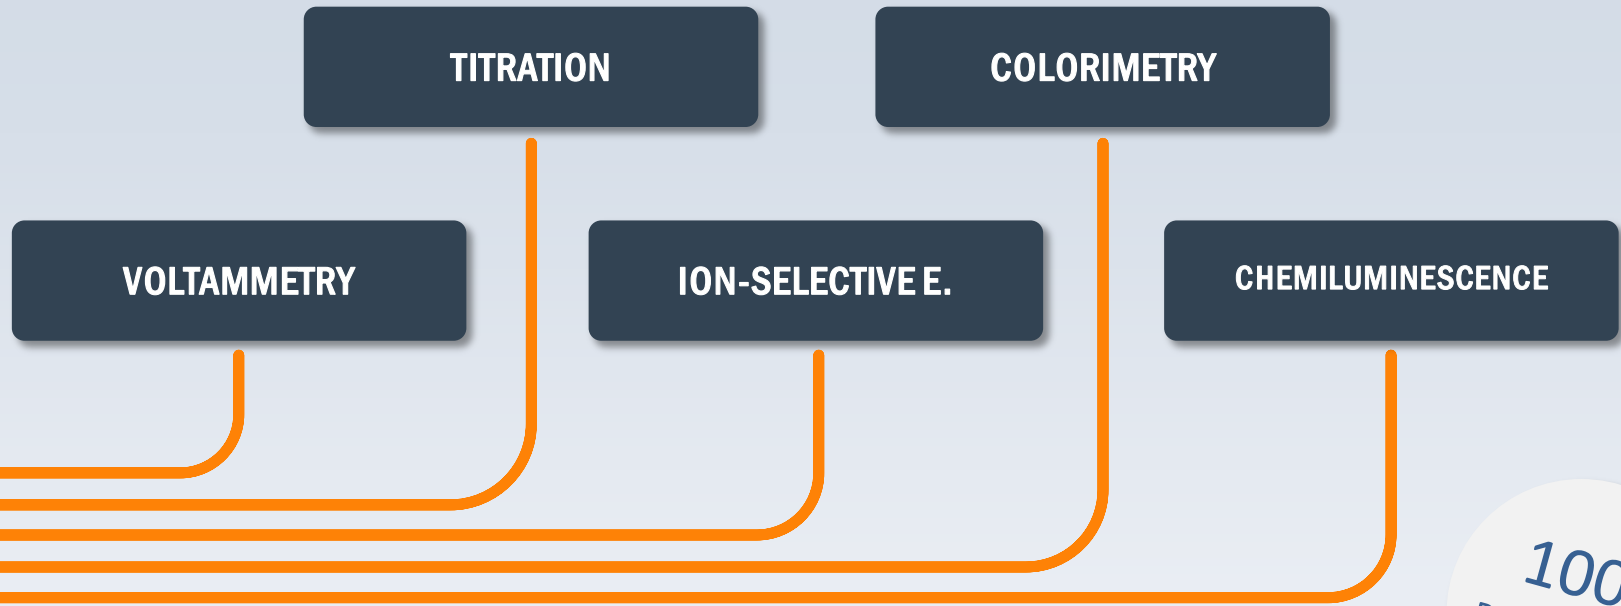 TITRATION
COLORIMETRY
VOLTAMMETRY
ION-SELECTIVE E.
CHEMILUMINESCENCE
100